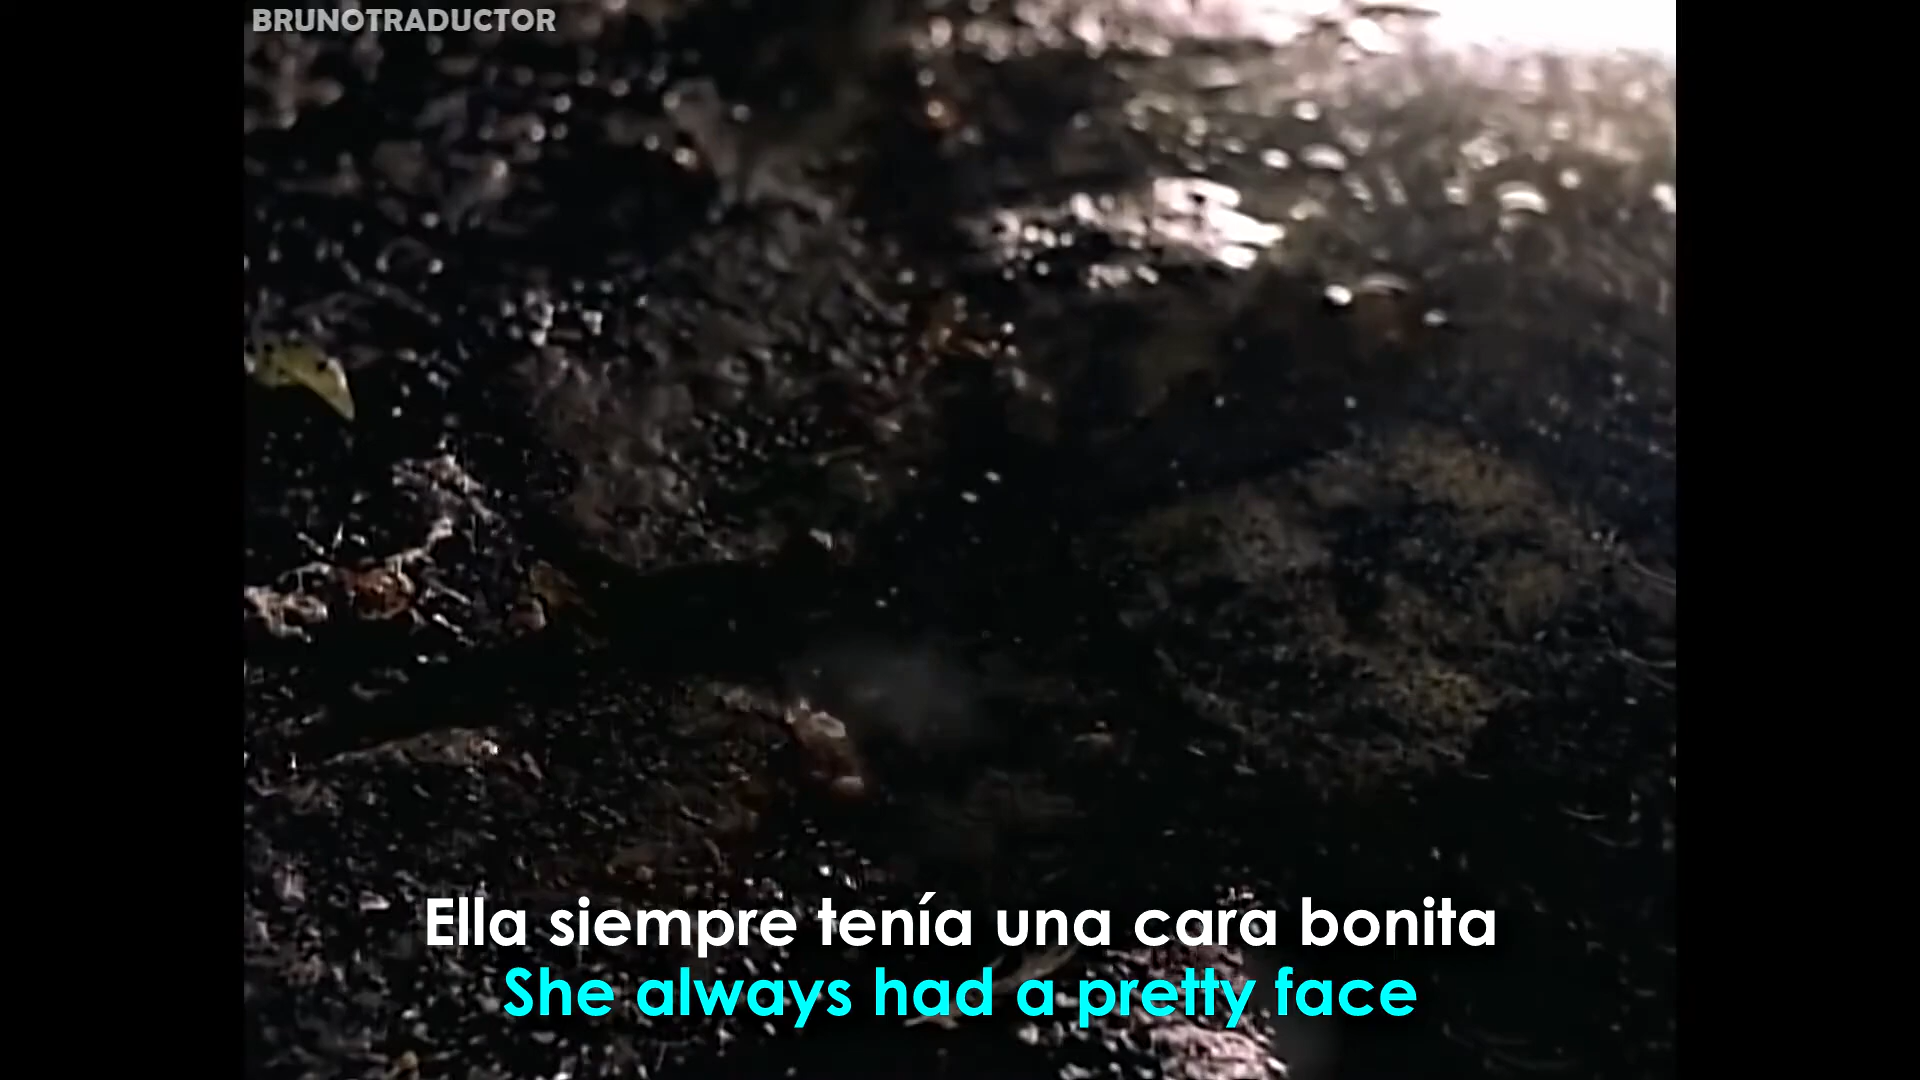 BRUNOTRADUCTOR
Ella siempre tenía una cara bonita
She always had a pretty face